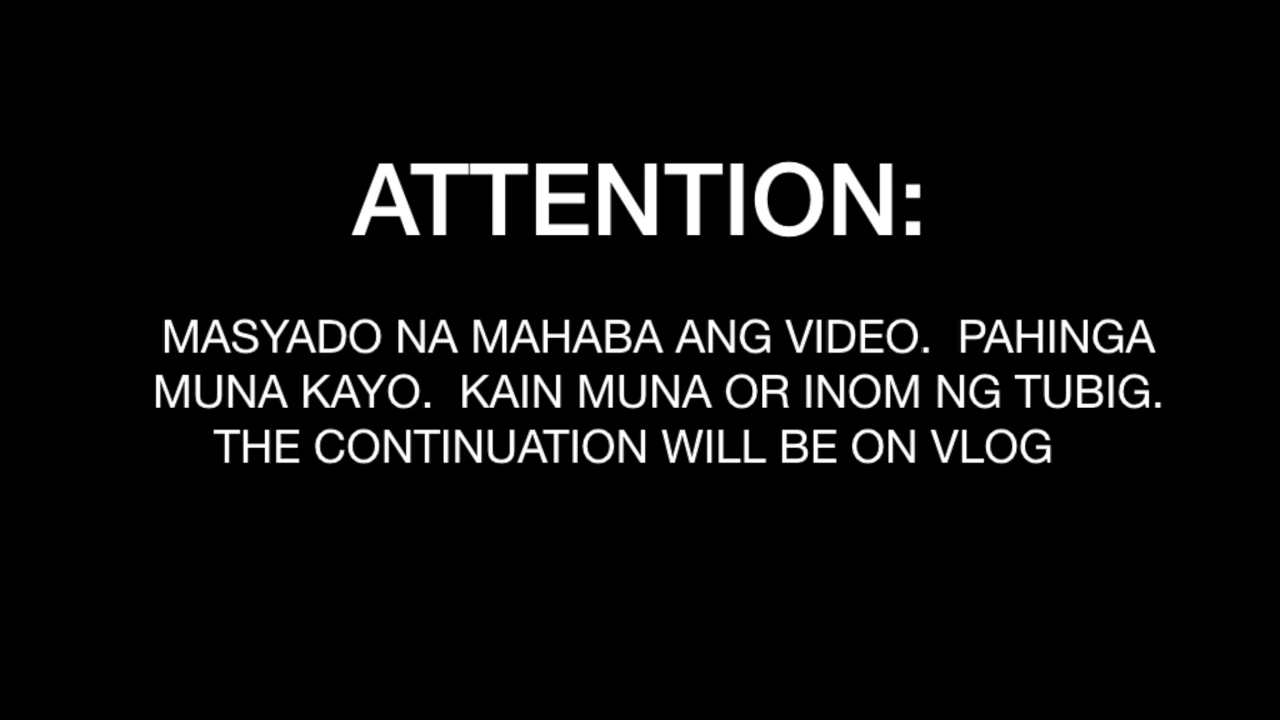 ATTENTION:
MASYADO NA MAHABA ANG VIDEO. PAHINGA
MUNA KAYO. KAIN MUNA OR INOM NG TUBIG.
THE CONTINUATION WILL BE ON VLOG